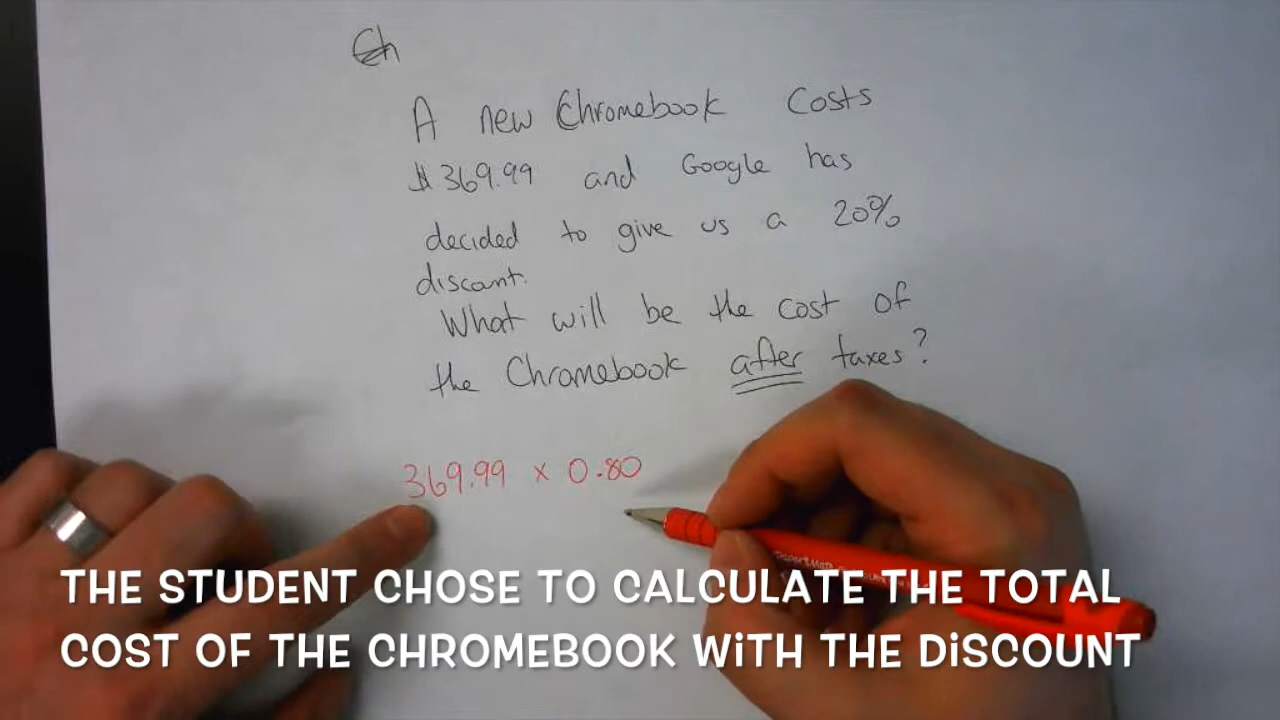 Ch
A new Chromebook costs
$369.99 and Google has
decided to give us a 20%
discant.
What will be the cost of
the Chromebook after taxes?
369.99 x 0.80
THE STUDENT CHOSE TO CALCULATE THE TOTAL
COST OF THE CHROMEBOOK WiTH THE DiSCOUNT